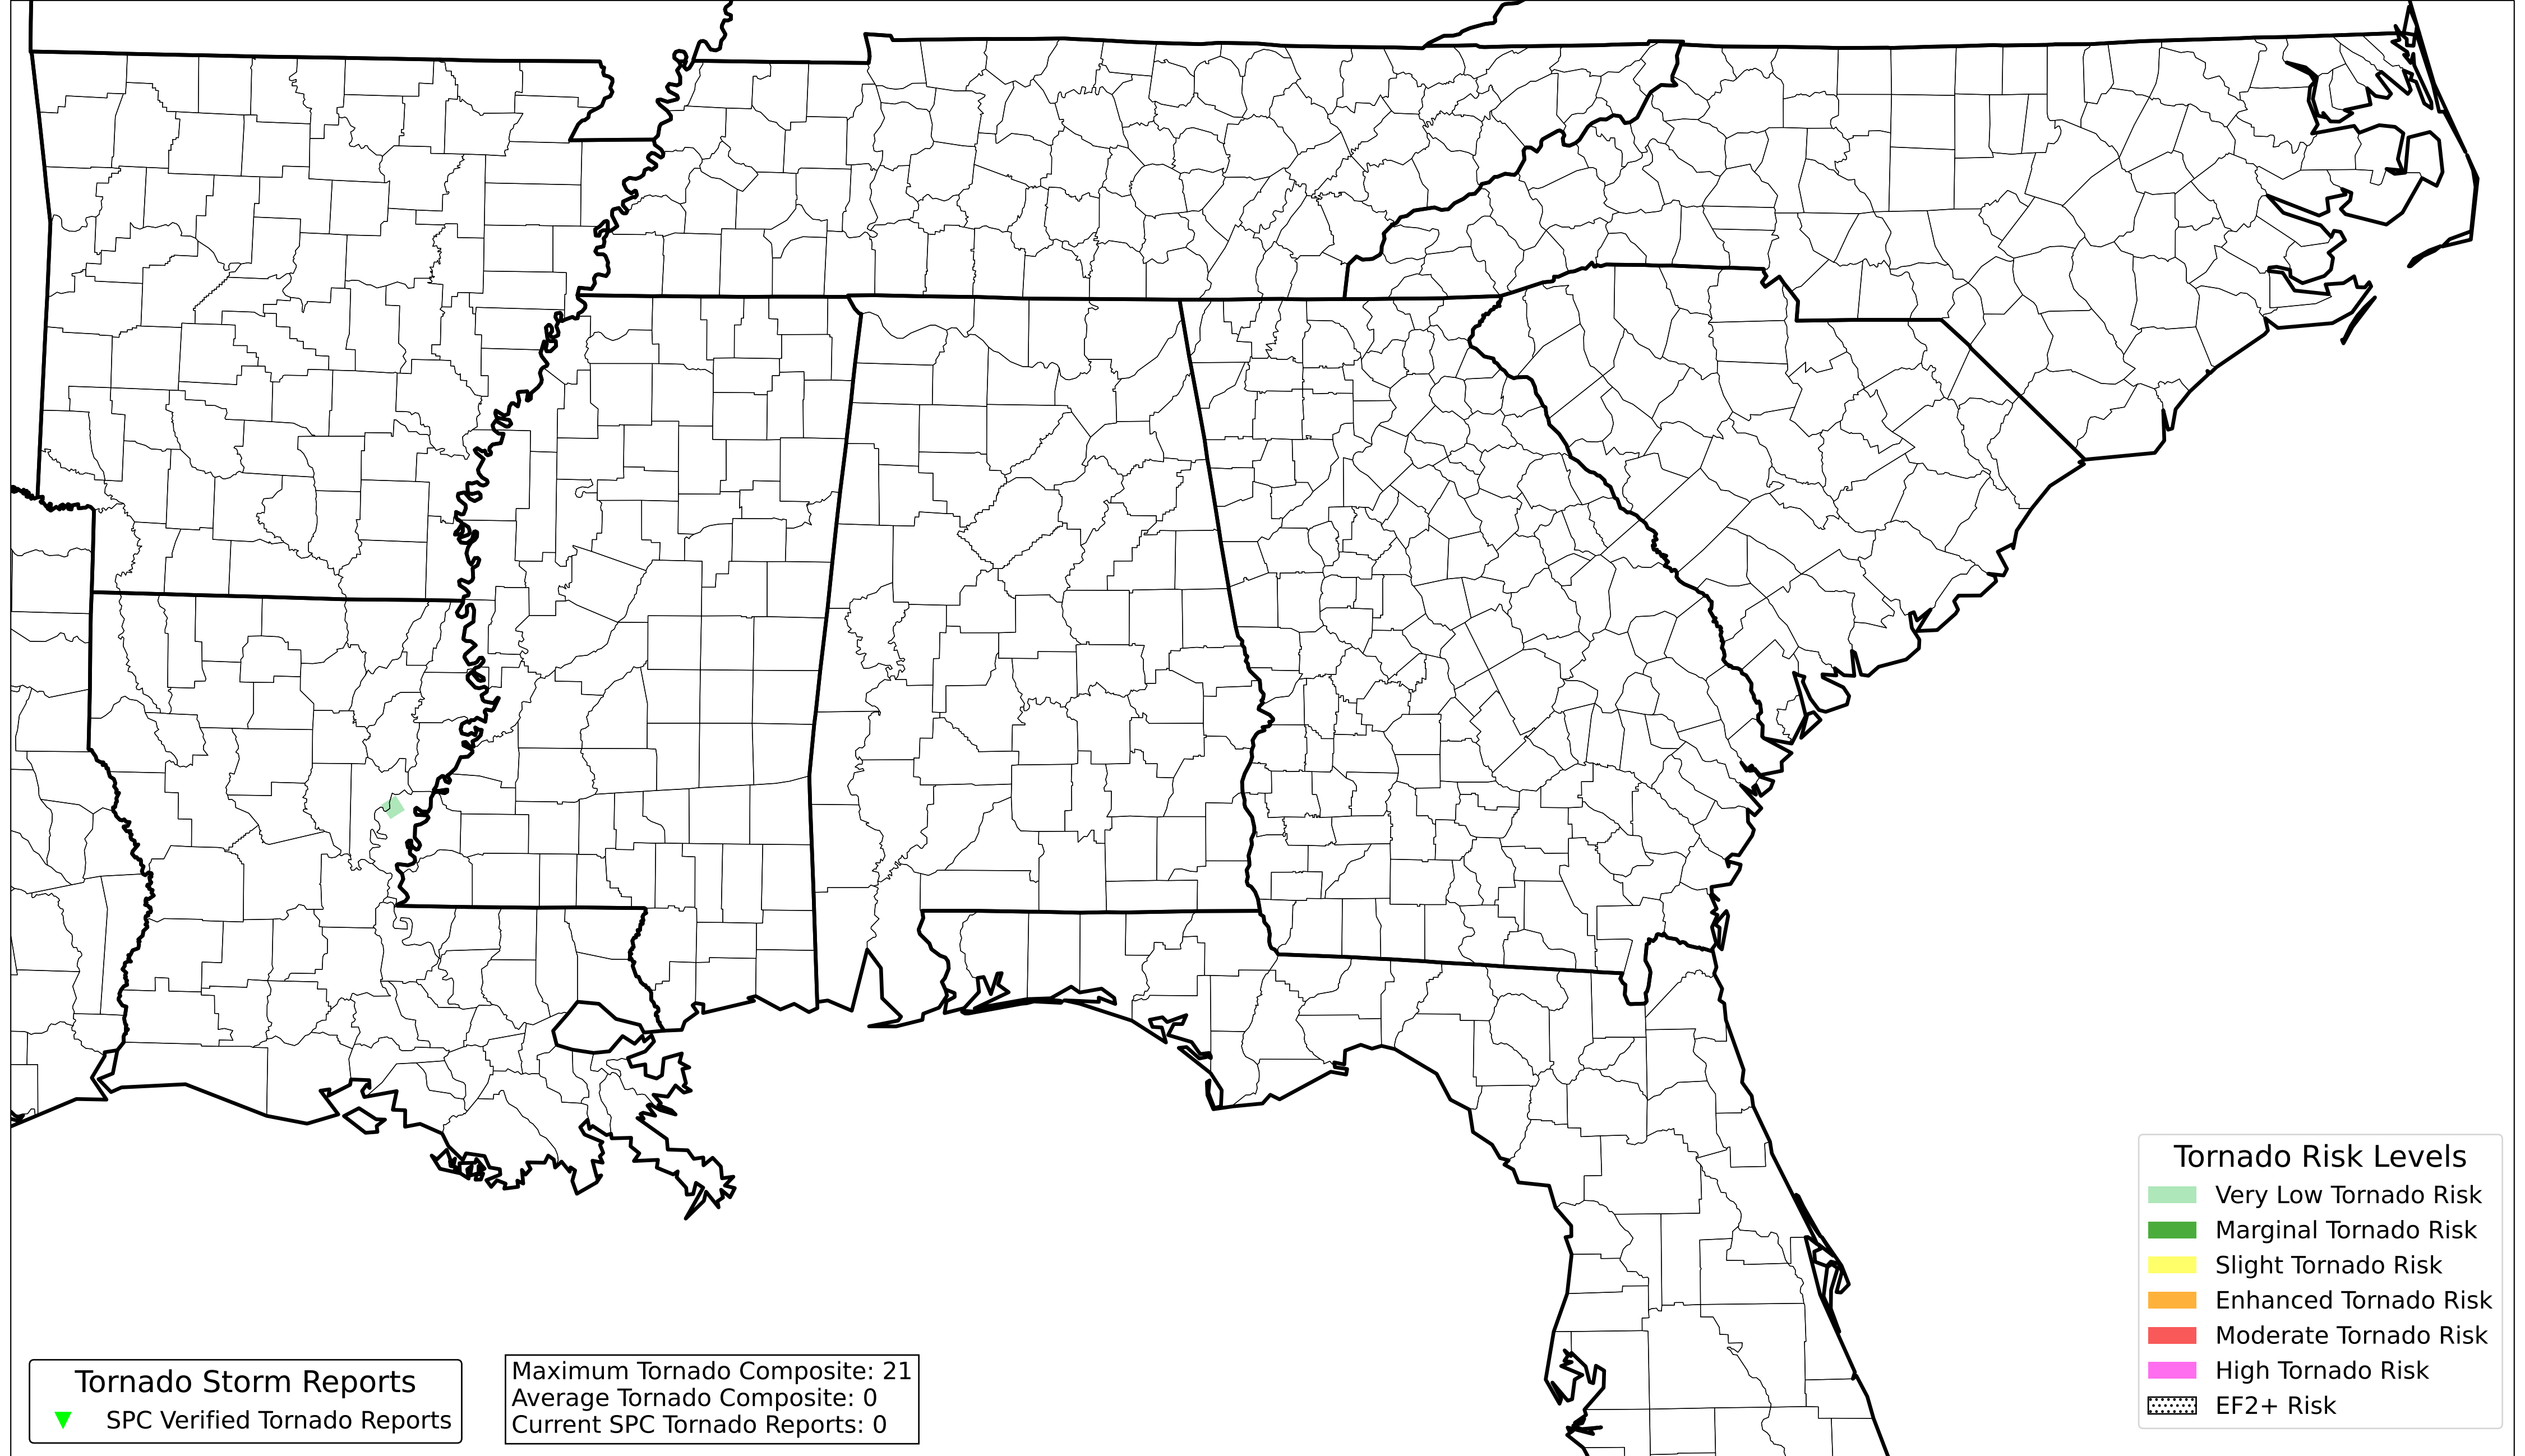 Tornado Storm Reports
SPC Verified Tornado Reports
Maximum Tornado Composite: 21
Average Tornado Composite: 0
Current SPC Tornado Reports: 0
Tornado Risk Levels
Very Low Tornado Risk
Marginal Tornado Risk
Slight Tornado Risk
Enhanced Tornado Risk
Moderate Tornado Risk
High Tornado Risk
EF2+ Risk